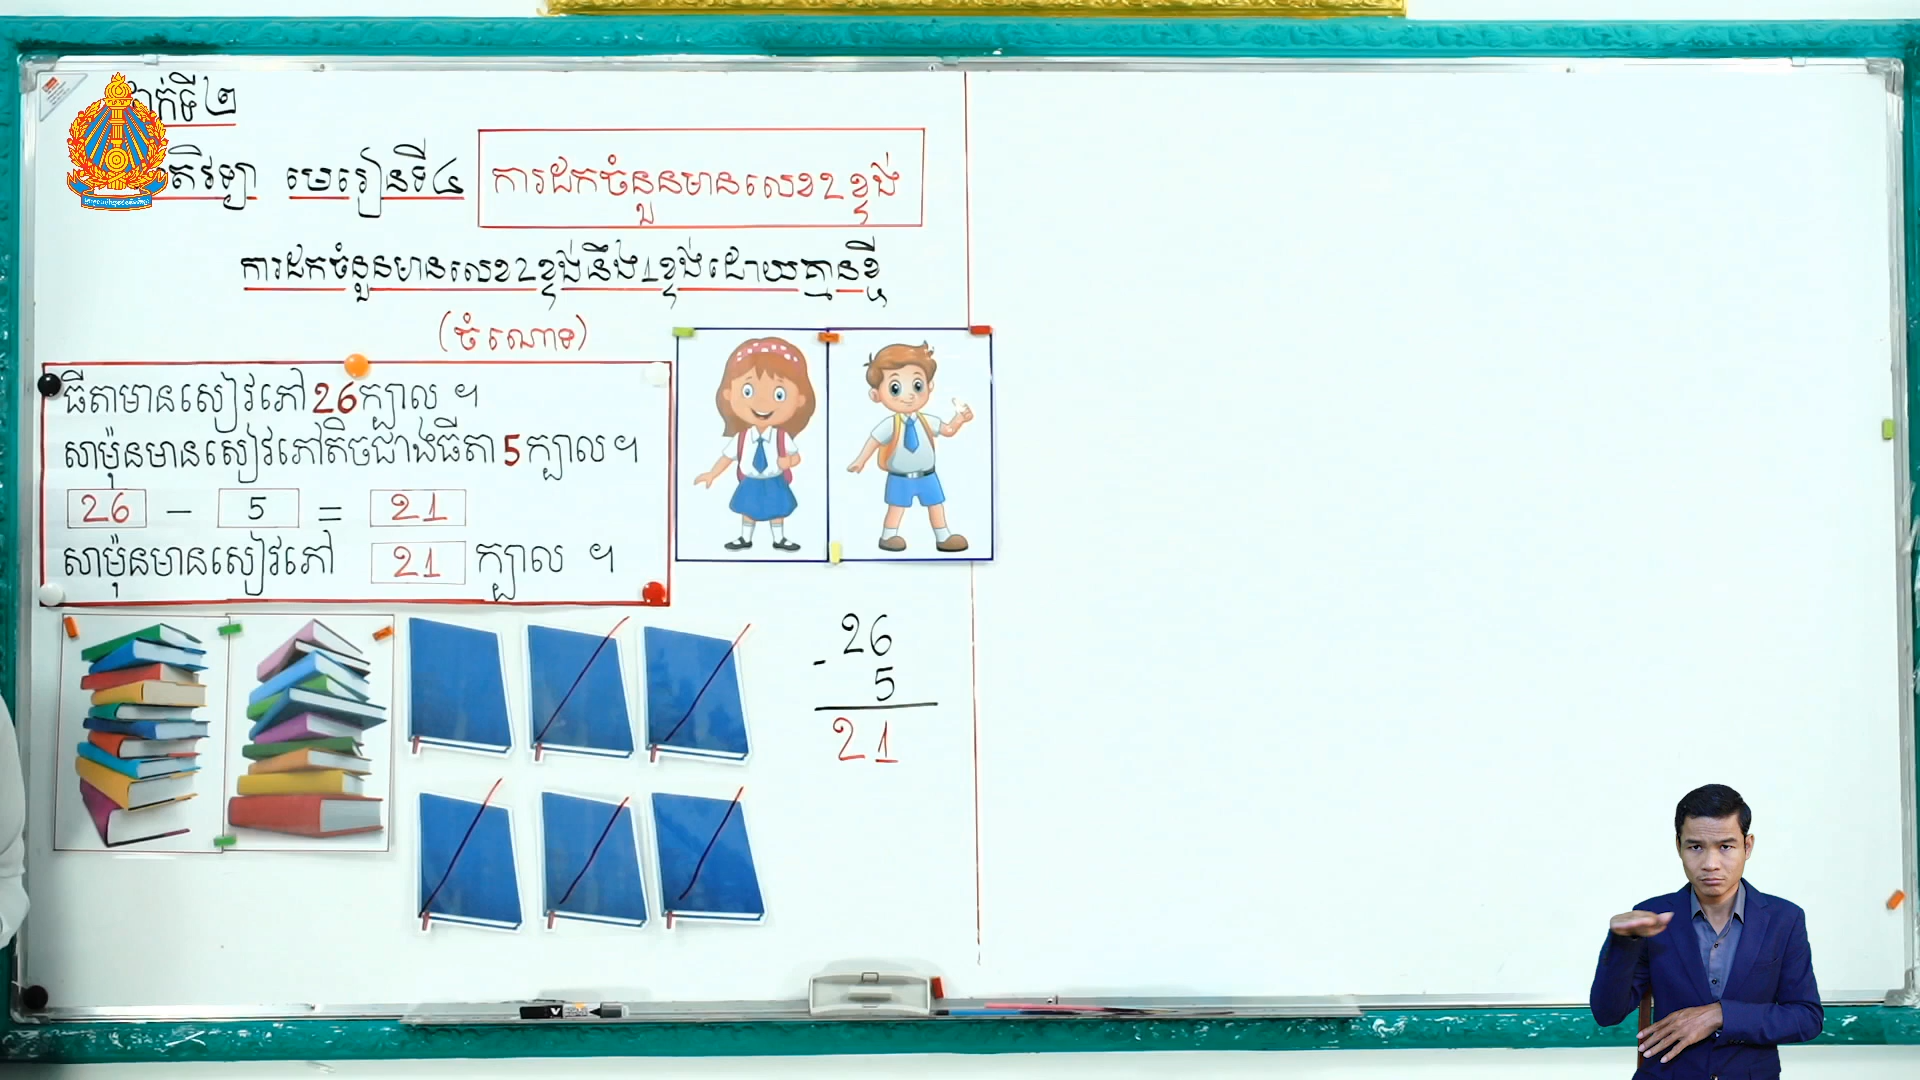 ថ្នាក់ទី២
គណិតវិទ្យា មេរៀនទី៤ ការដកចំនួនមានលេខ2ខ្ទង់
ការដកចំនួនមានលេខ2ខ្ទង់នឹង1ខ្ទង់ដោយគ្មានខ្ចី
(ចំណោទ)
ធីតាមានសៀវភៅ26ក្បាល ។
សាម៉ុនមានសៀវភៅតិចជាងធីតា5ក្បាល។
26 – 5 = 21
សាម៉ុនមានសៀវភៅ 21 ក្បាល ។
26
- 5
21